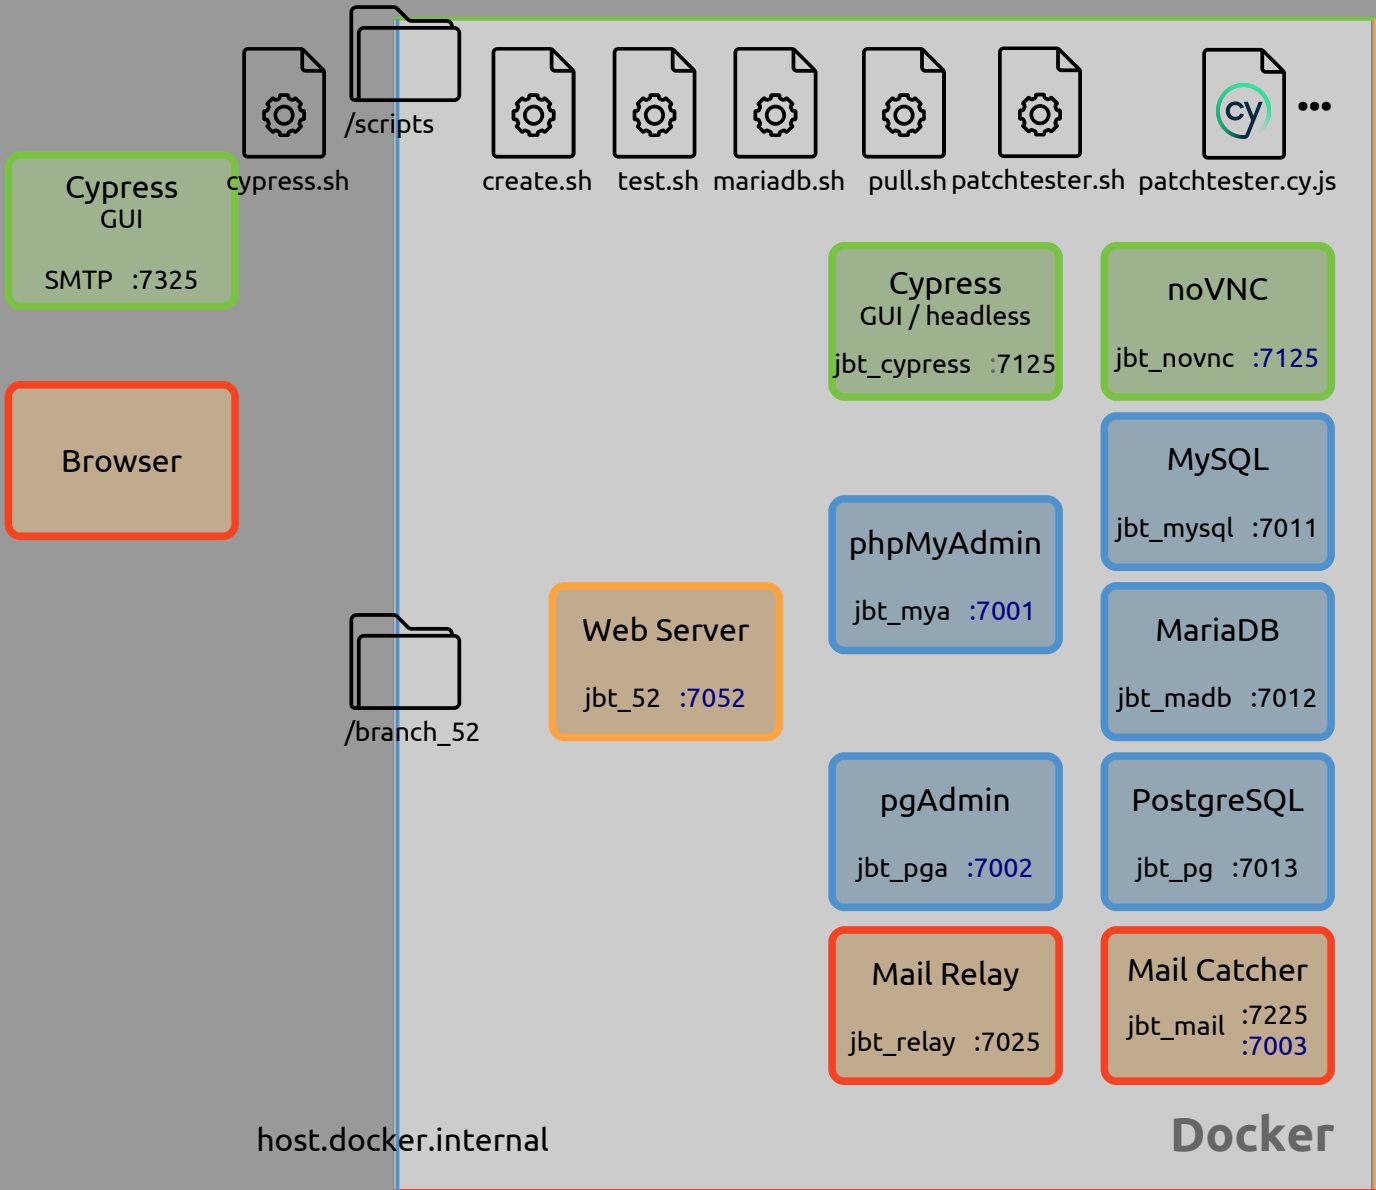 /scripts
cypress.sh
create.sh
test.sh
mariadb.sh
pull.sh
patchtester.sh
cy
•••
patchtester.cy.js
Cypress
GUI
SMTP :7325
Browser
Cypress
GUI / headless
jbt_cypress :7125
noVNC
jbt_novnc :7125
MySQL
jbt_mysql :7011
phpMyAdmin
jbt_mya :7001
Web Server
jbt_52 :7052
MariaDB
jbt_madb :7012
/branch_52
pgAdmin
jbt_pga :7002
PostgreSQL
jbt_pg :7013
Mail Relay
jbt_relay :7025
Mail Catcher
jbt_mail :7225
:7003
host.docker.internal
Docker